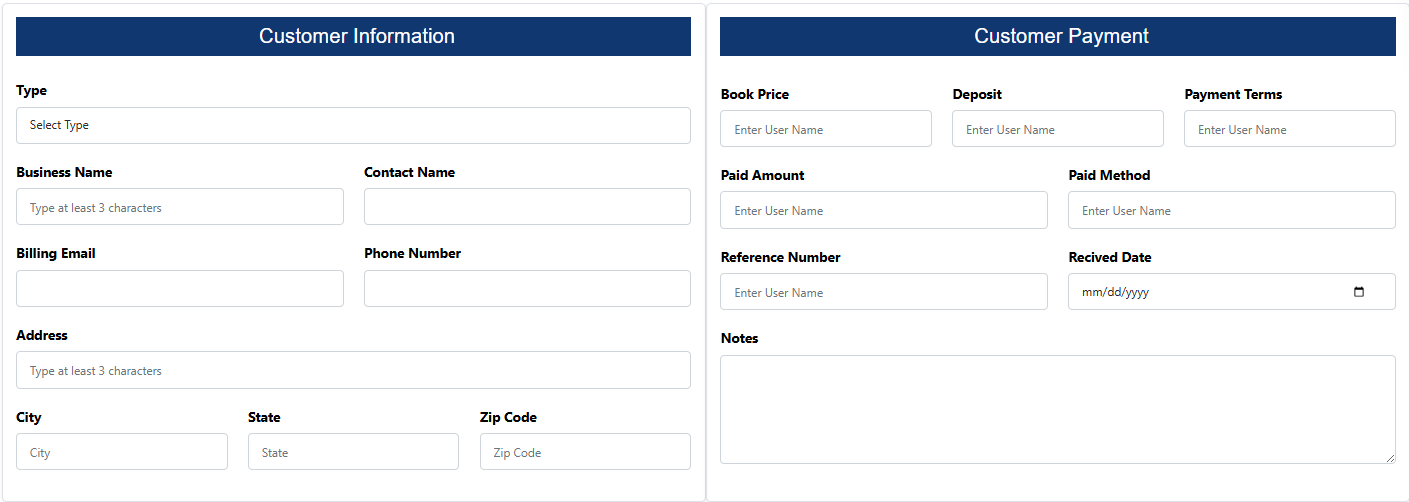 Customer Information
Type
Select Type
Business Name Contact Name
Type at least 3 characters
Billing Email Phone Number
Address
Type at least 3 characters
City State Zip Code
City State Zip Code
Customer Payment
Book Price Deposit Payment Terms
Enter User Name Enter User Name Enter User Name
Paid Amount Paid Method
Enter User Name Enter User Name
Reference Number Recived Date
Enter User Name mm/dd/yyyy
Notes